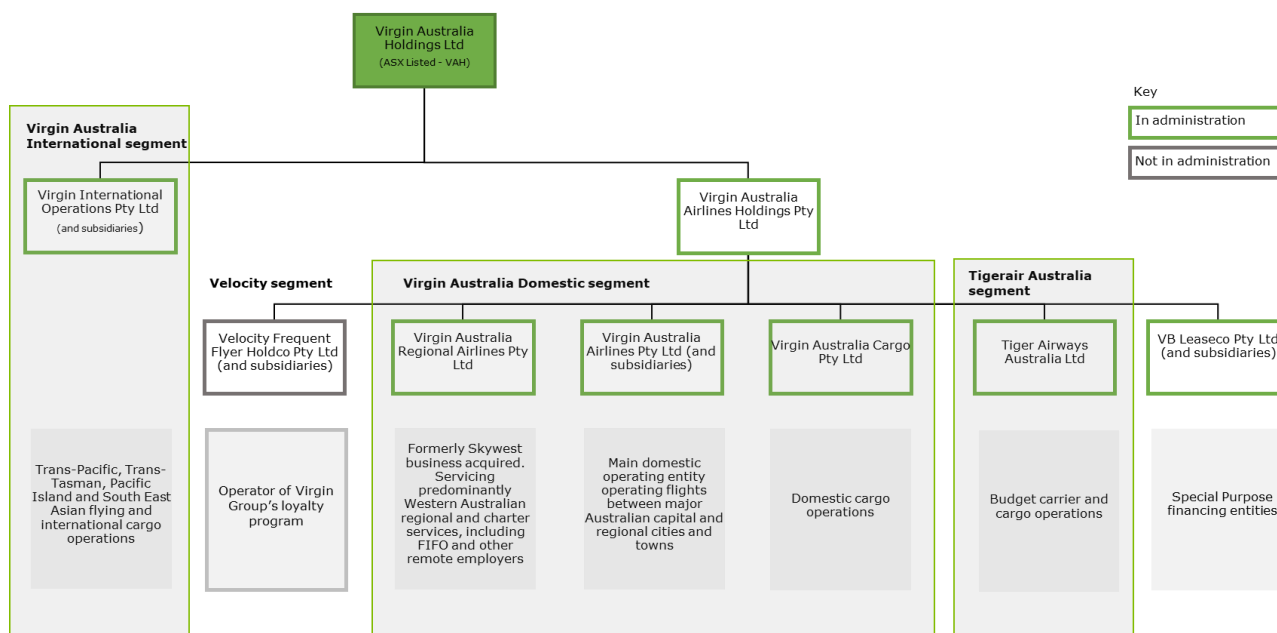 Virgin Australia
Holdings Ltd
(ASX Listed - VAH)
Key
In administration
Not in administration
Virgin Australia
International segment
Virgin International
Operations Pty Ltd
(and subsidiaries)
Virgin Australia
Airlines Holdings Pty
Ltd
Velocity segment
Virgin Australia Domestic segment
Tigerair Australia
segment
Velocity Frequent
Flyer Holdco Pty Ltd
(and subsidiaries)
Virgin Australia
Regional Airlines Pty
Ltd
Virgin Australia
Airlines Pty Ltd (and
subsidiaries)
Virgin Australia Cargo
Pty Ltd
Tiger Airways
Australia Ltd
VB Leaseco Pty Ltd
(and subsidiaries)
Trans-Pacific, Trans-
Tasman, Pacific
Island and South East
Asian flying and
international cargo
operations
Operator of Virgin
Group's loyalty
program
Formerly Skywest
business acquired.
Servicing
predominantly
Western Australian
regional and charter
services, including
FIFO and other
remote employers
Main domestic
operating entity
operating flights
between major
Australian capital and
regional cities and
towns
Domestic cargo
operations
Budget carrier and
cargo operations
Special Purpose
financing entities